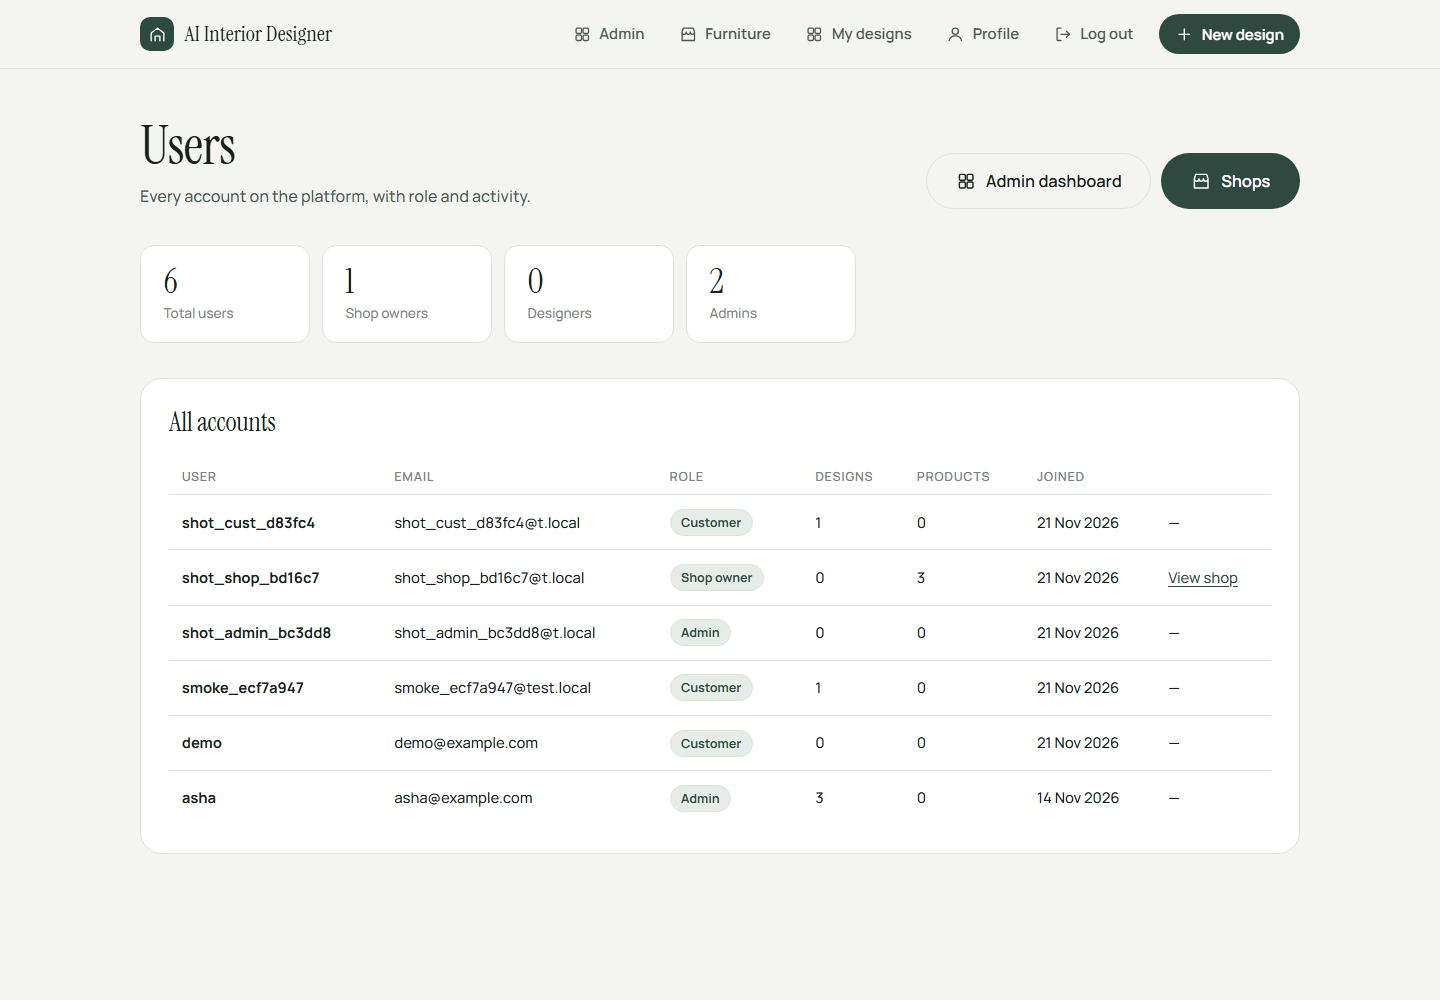 AI Interior Designer
Admin Furniture My designs Profile Log out New design
Users
Every account on the platform, with role and activity.
Admin dashboard Shops
6 1 0 2
Total users Shop owners Designers Admins
All accounts
USER EMAIL ROLE DESIGNS PRODUCTS JOINED
shot_cust_d83fc4 shot_cust_d83fc4@t.local Customer 1 0 21 Nov 2026 —
shot_shop_bd16c7 shot_shop_bd16c7@t.local Shop owner 0 3 21 Nov 2026 View shop
shot_admin_bc3dd8 shot_admin_bc3dd8@t.local Admin 0 0 21 Nov 2026 —
smoke_ecf7a947 smoke_ecf7a947@test.local Customer 1 0 21 Nov 2026 —
demo demo@example.com Customer 0 0 21 Nov 2026 —
asha asha@example.com Admin 3 0 14 Nov 2026 —